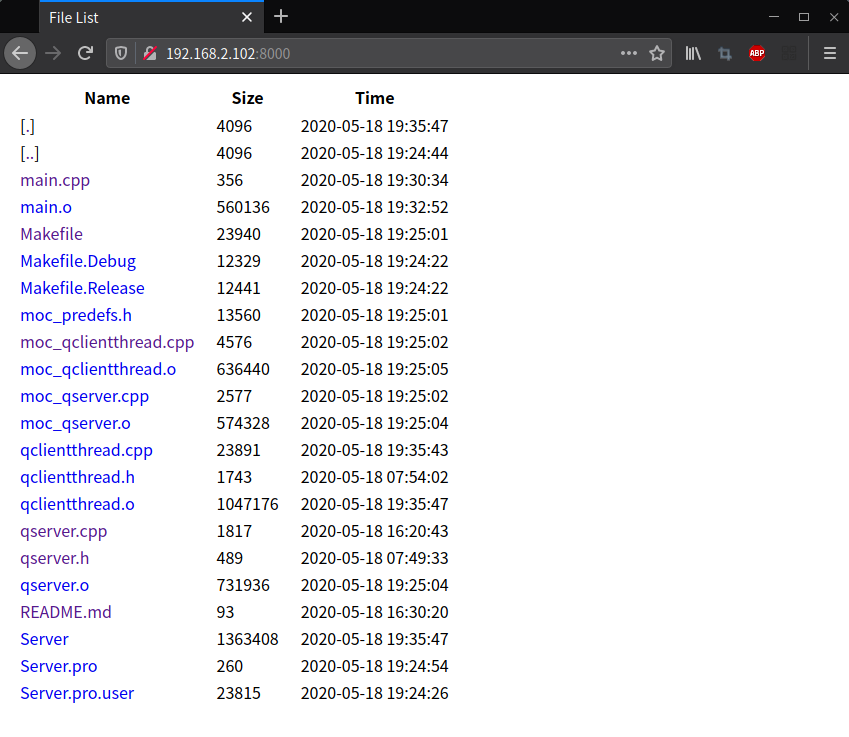 File List
192.168.2.102:8000
ABP
Name Size Time
[.] 4096 2020-05-18 19:35:47
[..] 4096 2020-05-18 19:24:44
main.cpp 356 2020-05-18 19:30:34
main.o 560136 2020-05-18 19:32:52
Makefile 23940 2020-05-18 19:25:01
Makefile.Debug 12329 2020-05-18 19:24:22
Makefile.Release 12441 2020-05-18 19:24:22
moc_predefs.h 13560 2020-05-18 19:25:01
moc_qclientthread.cpp 4576 2020-05-18 19:25:02
moc_qclientthread.o 636440 2020-05-18 19:25:05
moc_qserver.cpp 2577 2020-05-18 19:25:02
moc_qserver.o 574328 2020-05-18 19:25:04
qclientthread.cpp 23891 2020-05-18 19:35:43
qclientthread.h 1743 2020-05-18 07:54:02
qclientthread.o 1047176 2020-05-18 19:35:47
qserver.cpp 1817 2020-05-18 16:20:43
qserver.h 489 2020-05-18 07:49:33
qserver.o 731936 2020-05-18 19:25:04
README.md 93 2020-05-18 16:30:20
Server 1363408 2020-05-18 19:35:47
Server.pro 260 2020-05-18 19:24:54
Server.pro.user 23815 2020-05-18 19:24:26